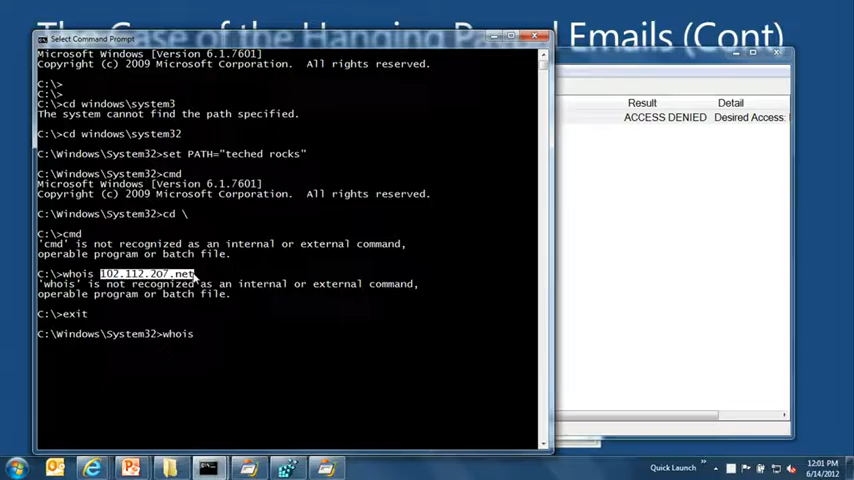 The Case of the Hanging
Emails (Cont)
Select Command Prompt
Microsoft Windows [Version 6.1.7601]
Copyright (c) 2009 Microsoft Corporation.  All rights reserved.
C:\>
C:\>
C:\>cd windows\system3
The system cannot find the path specified.
C:\>cd windows\system32
C:\Windows\System32>set PATH="teched rocks"
C:\Windows\System32>cmd
Microsoft Windows [Version 6.1.7601]
Copyright (c) 2009 Microsoft Corporation.  All rights reserved.
C:\Windows\System32>cd \
C:\>cmd
'cmd' is not recognized as an internal or external command,
operable program or batch file.
C:\>whois 102.112.2o7.net
'whois' is not recognized as an internal or external command,
operable program or batch file.
C:\>exit
C:\Windows\System32>whois
Result Detail
ACCESS DENIED Desired Access:
Quick Launch
12:01 PM
6/14/2012